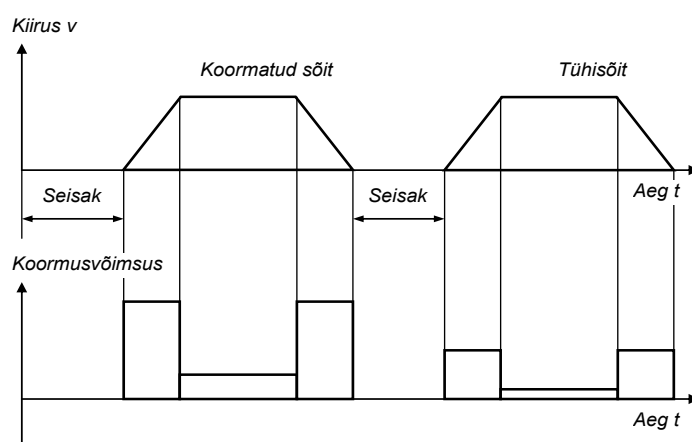 Kiirus v
Koormatud sõit
Tühisõit
Seisak
Seisak
Aeg t
Koormusvõimsus
Aeg t